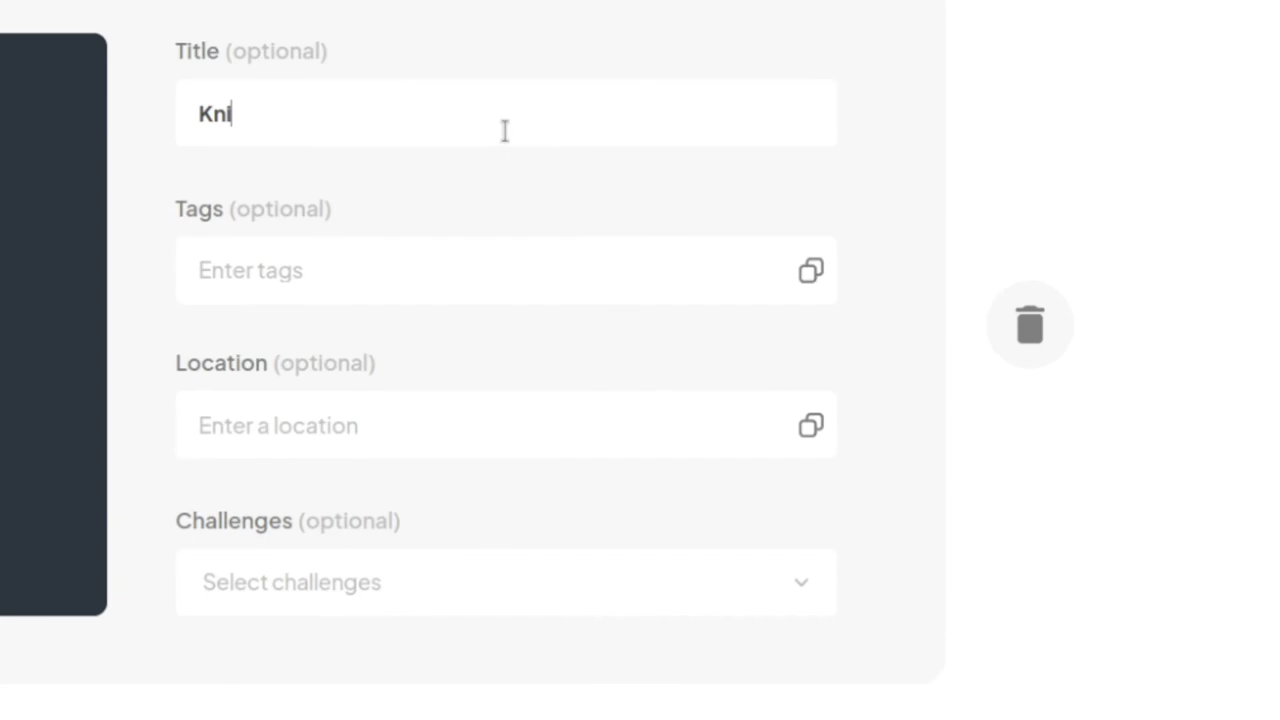 Title (optional)
Kni
Tags (optional)
Enter tags
Location (optional)
Enter a location
Challenges (optional)
Select challenges